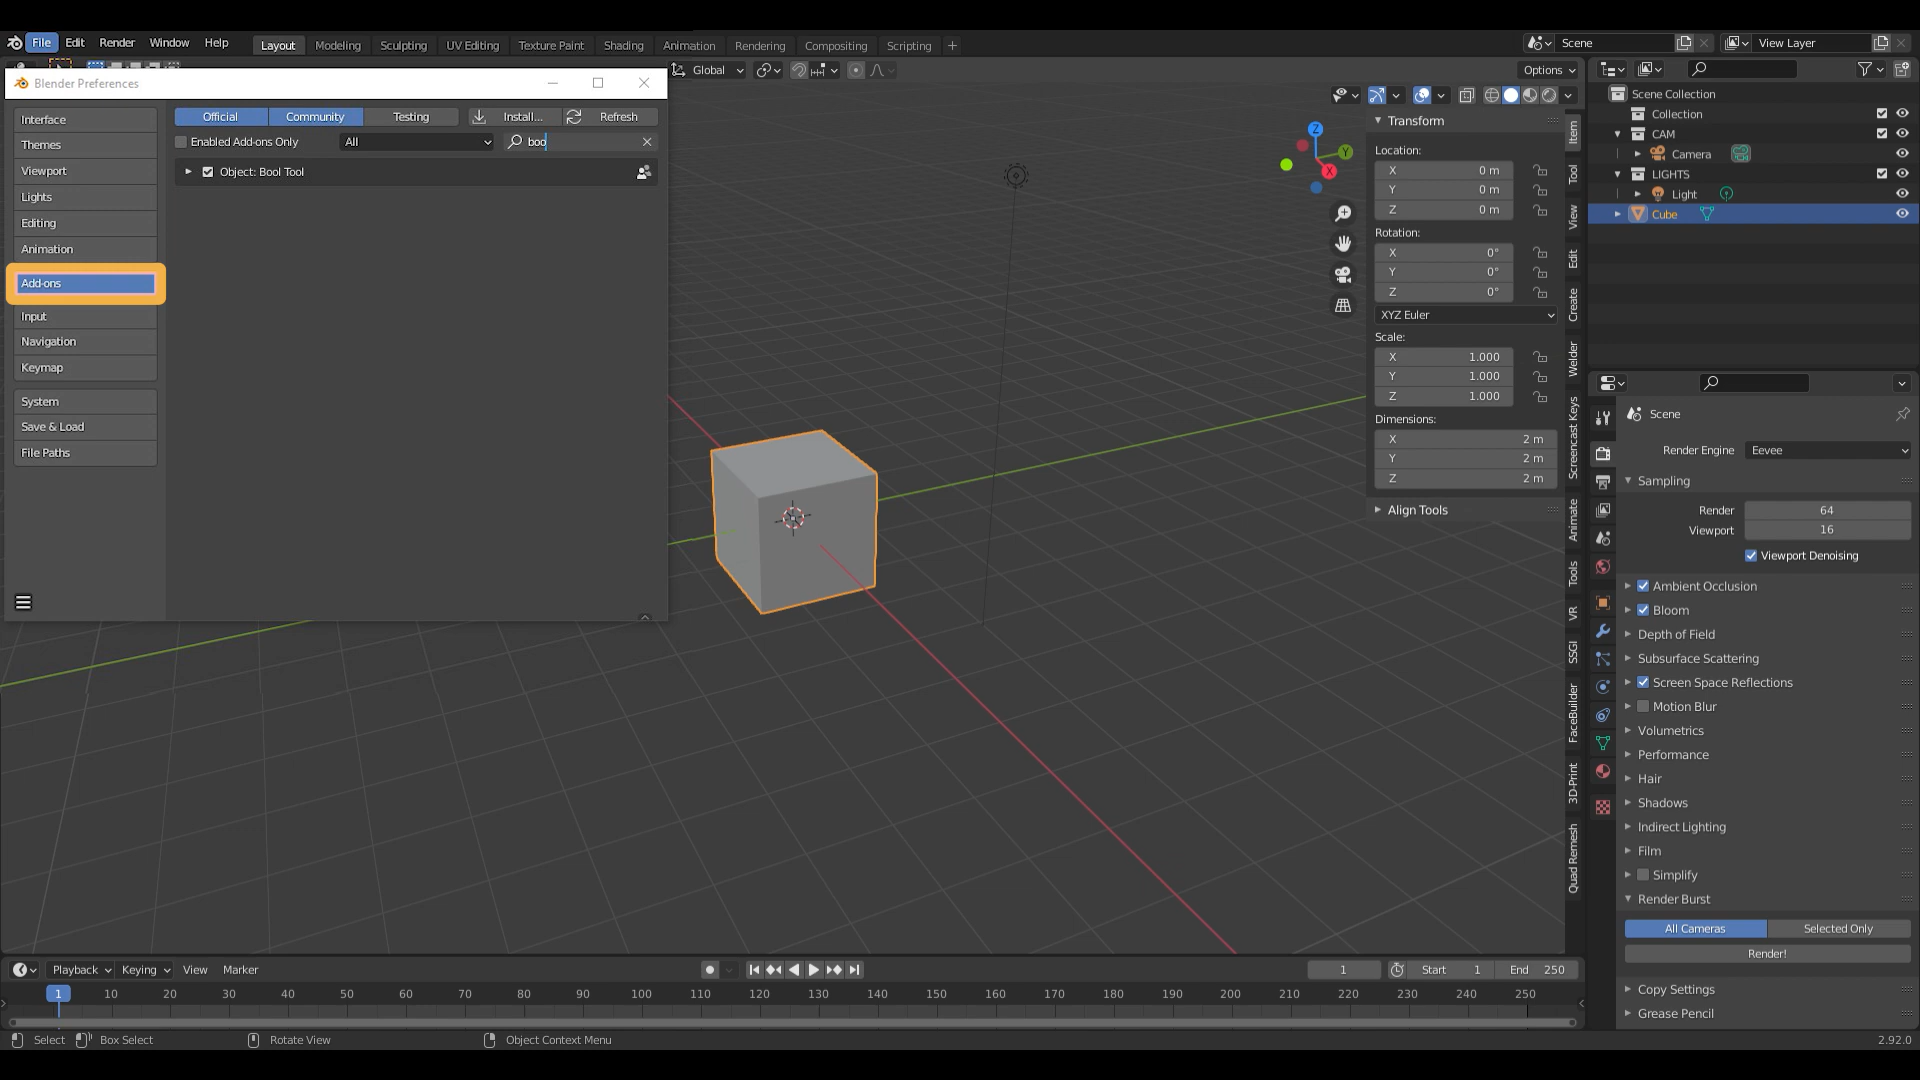 File Edit Render Window Help Layout Modeling Sculpting UV Editing Texture Paint Shading Animation Rendering Compositing Scripting + Scene View Layer
Blender Preferences
Global
Options
Interface
Themes
Viewport
Lights
Editing
Animation
Add-ons
Input
Navigation
Keymap
System
Save & Load
File Paths
Official Community Testing Install... Refresh
Enabled Add-ons Only All boo
Object: Bool Tool
Z
Y
X
Transform
Location:
X 0 m
Y 0 m
Z 0 m
Rotation:
X 0°
Y 0°
Z 0°
XYZ Euler
Scale:
X 1.000
Y 1.000
Z 1.000
Dimensions:
X 2 m
Y 2 m
Z 2 m
Align Tools
Item
Tool
View
Edit
Create
Welder
Screencast Keys
Animate
Tools
VR
SSGI
FaceBuilder
3D-Print
Quad Remesh
Scene Collection
Collection
CAM
Camera
LIGHTS
Light
Cube
Scene
Render Engine Eevee
Sampling
Render 64
Viewport 16
Viewport Denoising
Ambient Occlusion
Bloom
Depth of Field
Subsurface Scattering
Screen Space Reflections
Motion Blur
Volumetrics
Performance
Hair
Shadows
Indirect Lighting
Film
Simplify
Render Burst
All Cameras Selected Only
Render!
Copy Settings
Grease Pencil
Playback Keying View Marker 1 Start 1 End 250
1 10 20 30 40 50 60 70 80 90 100 110 120 130 140 150 160 170 180 190 200 210 220 230 240 250
Select Box Select Rotate View Object Context Menu 2.92.0